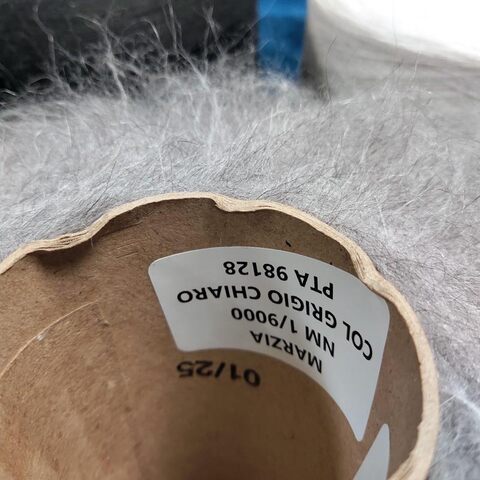 MARZIA
NM 1/9000
COL GRIGIO CHIARO
PTA 98128
01/25